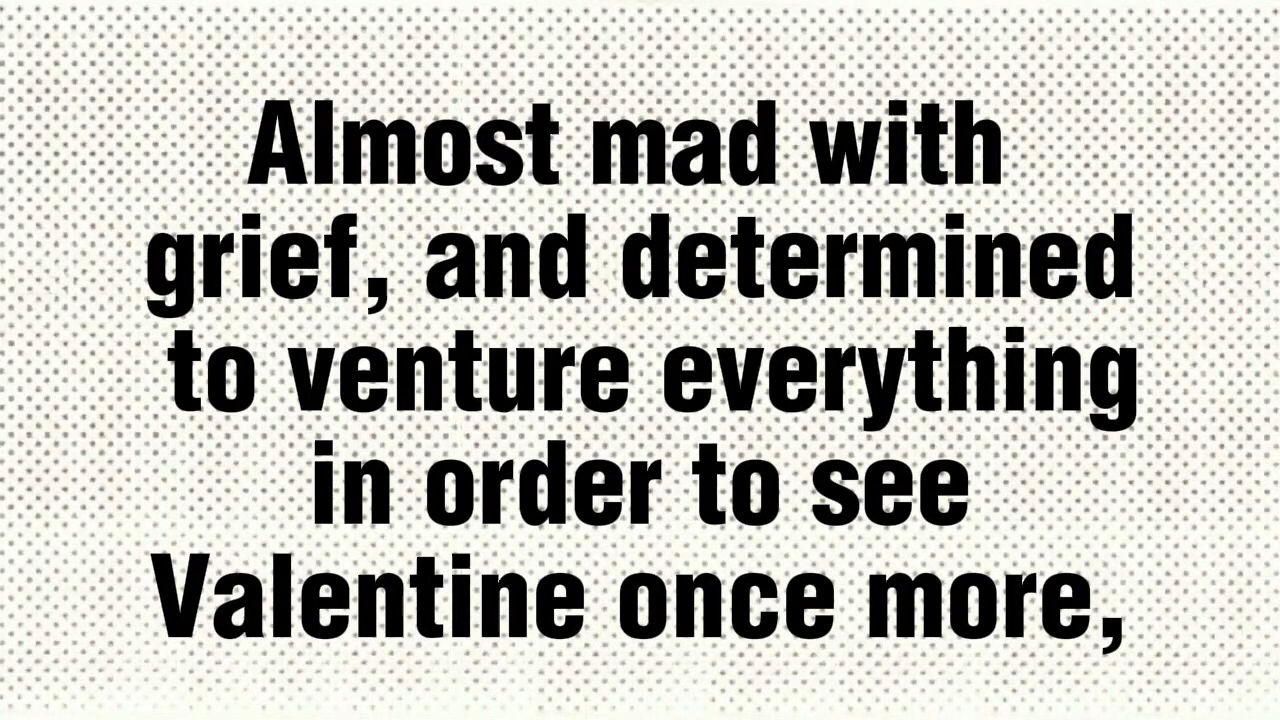 Almost mad with
grief, and determined
to venture everything
in order to see
Valentine once more,